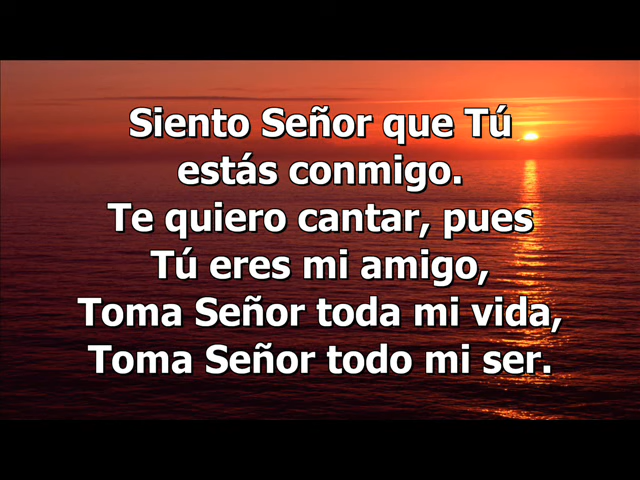 Siento Señor que Tú
estás conmigo.
Te quiero cantar, pues
Tú eres mi amigo,
Toma Señor toda mi vida,
Toma Señor todo mi ser.